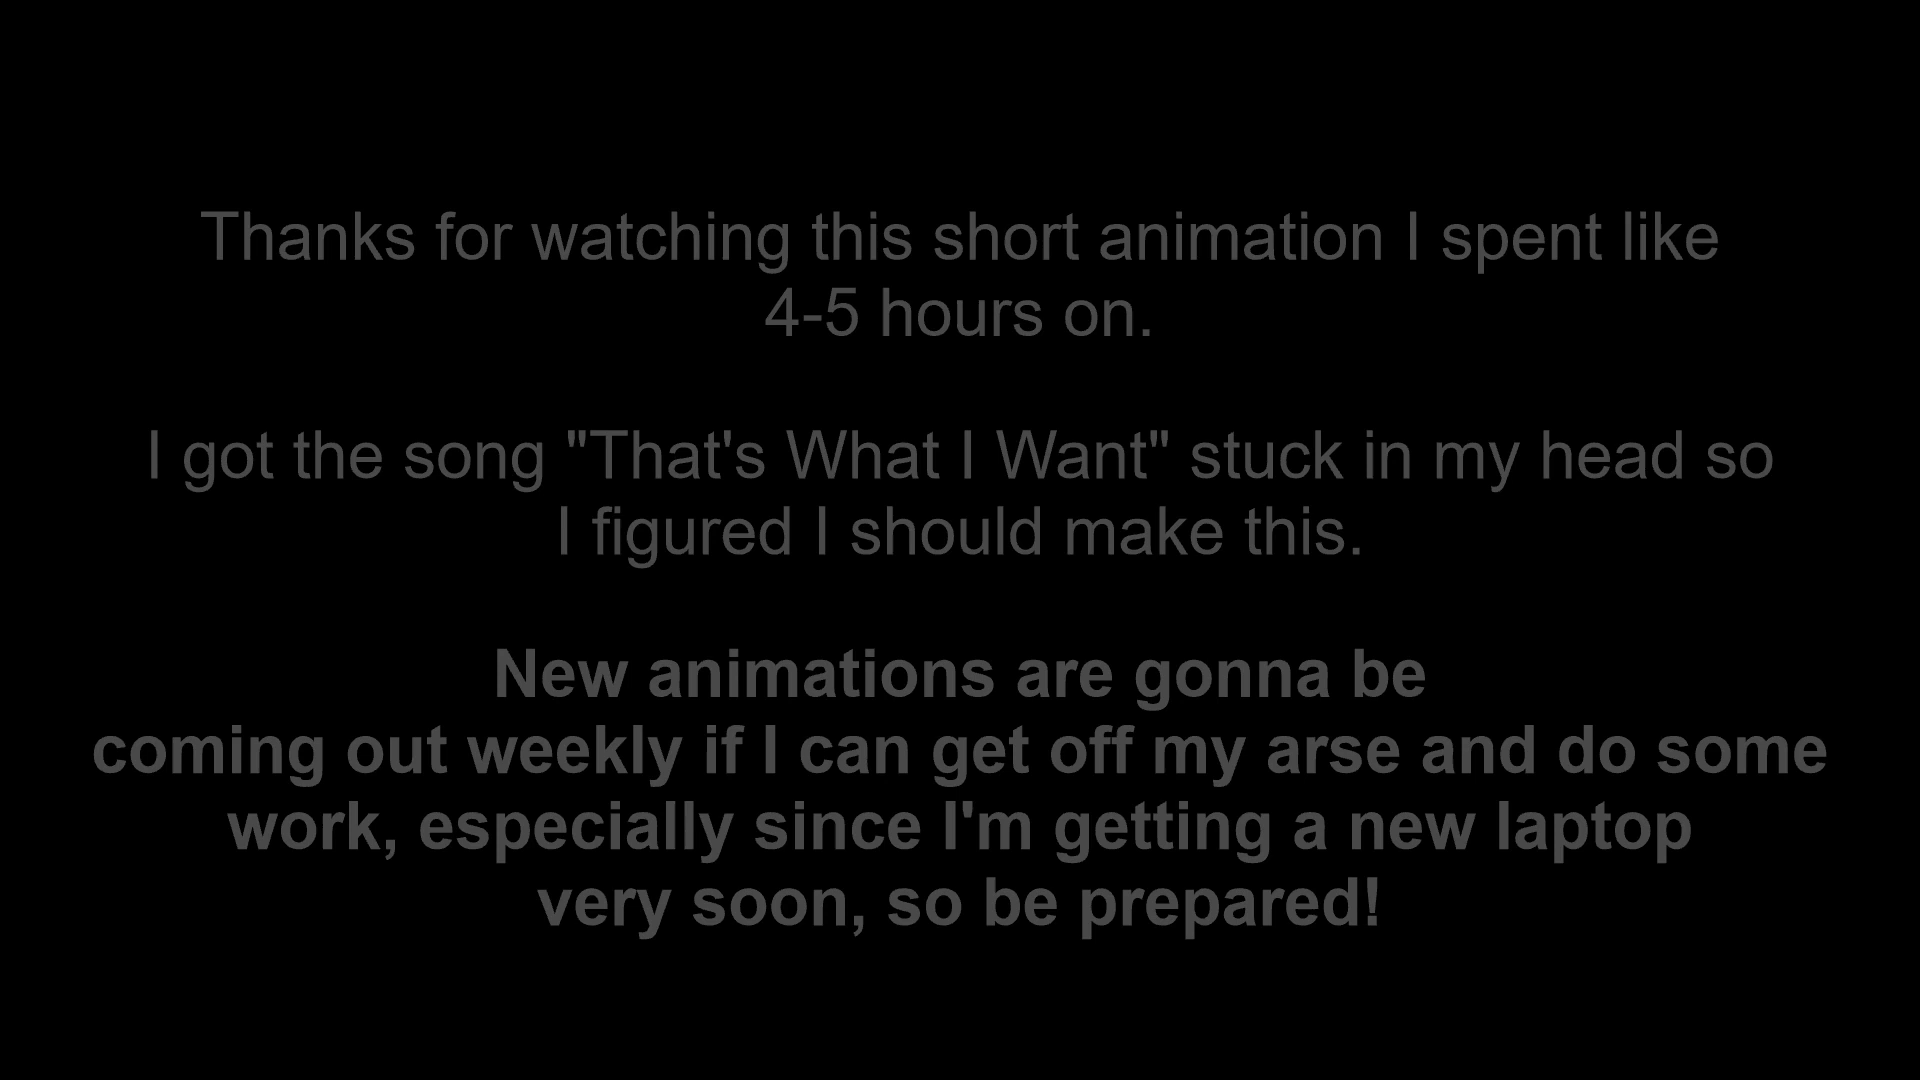 Thanks for watching this short animation I spent like
4-5 hours on.
I got the song "That's What I Want" stuck in my head so
I figured I should make this.
New animations are gonna be
coming out weekly if I can get off my arse and do some
work, especially since I'm getting a new laptop
very soon, so be prepared!